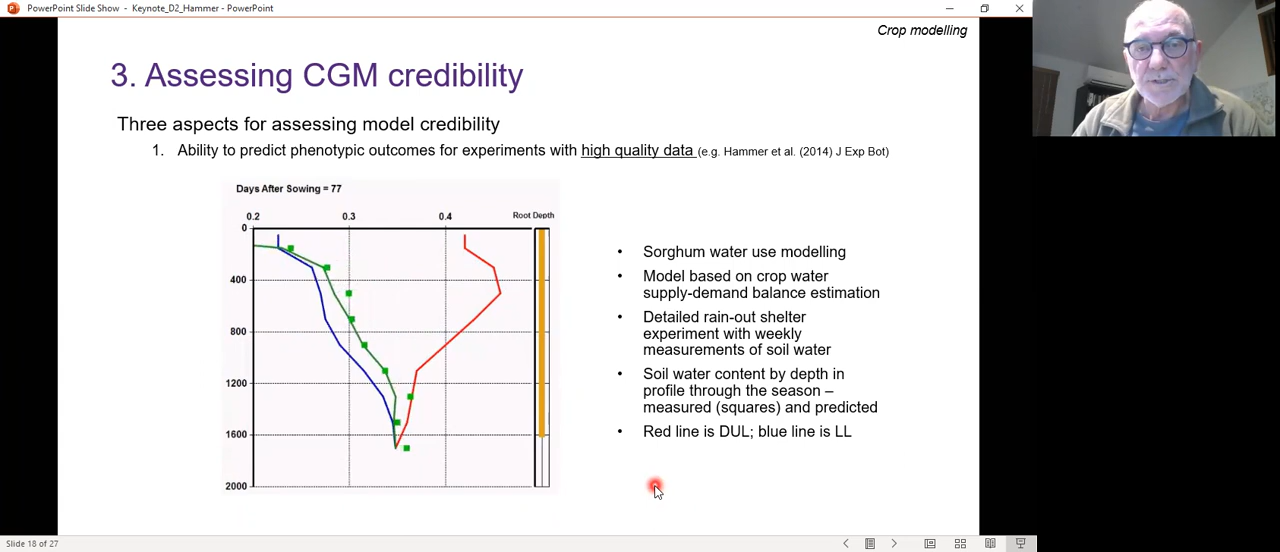 PowerPoint Slide Show - Keynote_D2_Hammer - PowerPoint
Crop modelling
3. Assessing CGM credibility
Three aspects for assessing model credibility
1. Ability to predict phenotypic outcomes for experiments with high quality data (e.g. Hammer et al. (2014) J Exp Bot)
Days After Sowing = 77
0.2 0.3 0.4 Root Depth
0
400
800
1200
1600
2000
• Sorghum water use modelling
• Model based on crop water
supply-demand balance estimation
• Detailed rain-out shelter
experiment with weekly
measurements of soil water
• Soil water content by depth in
profile through the season –
measured (squares) and predicted
• Red line is DUL; blue line is LL
Slide 18 of 27